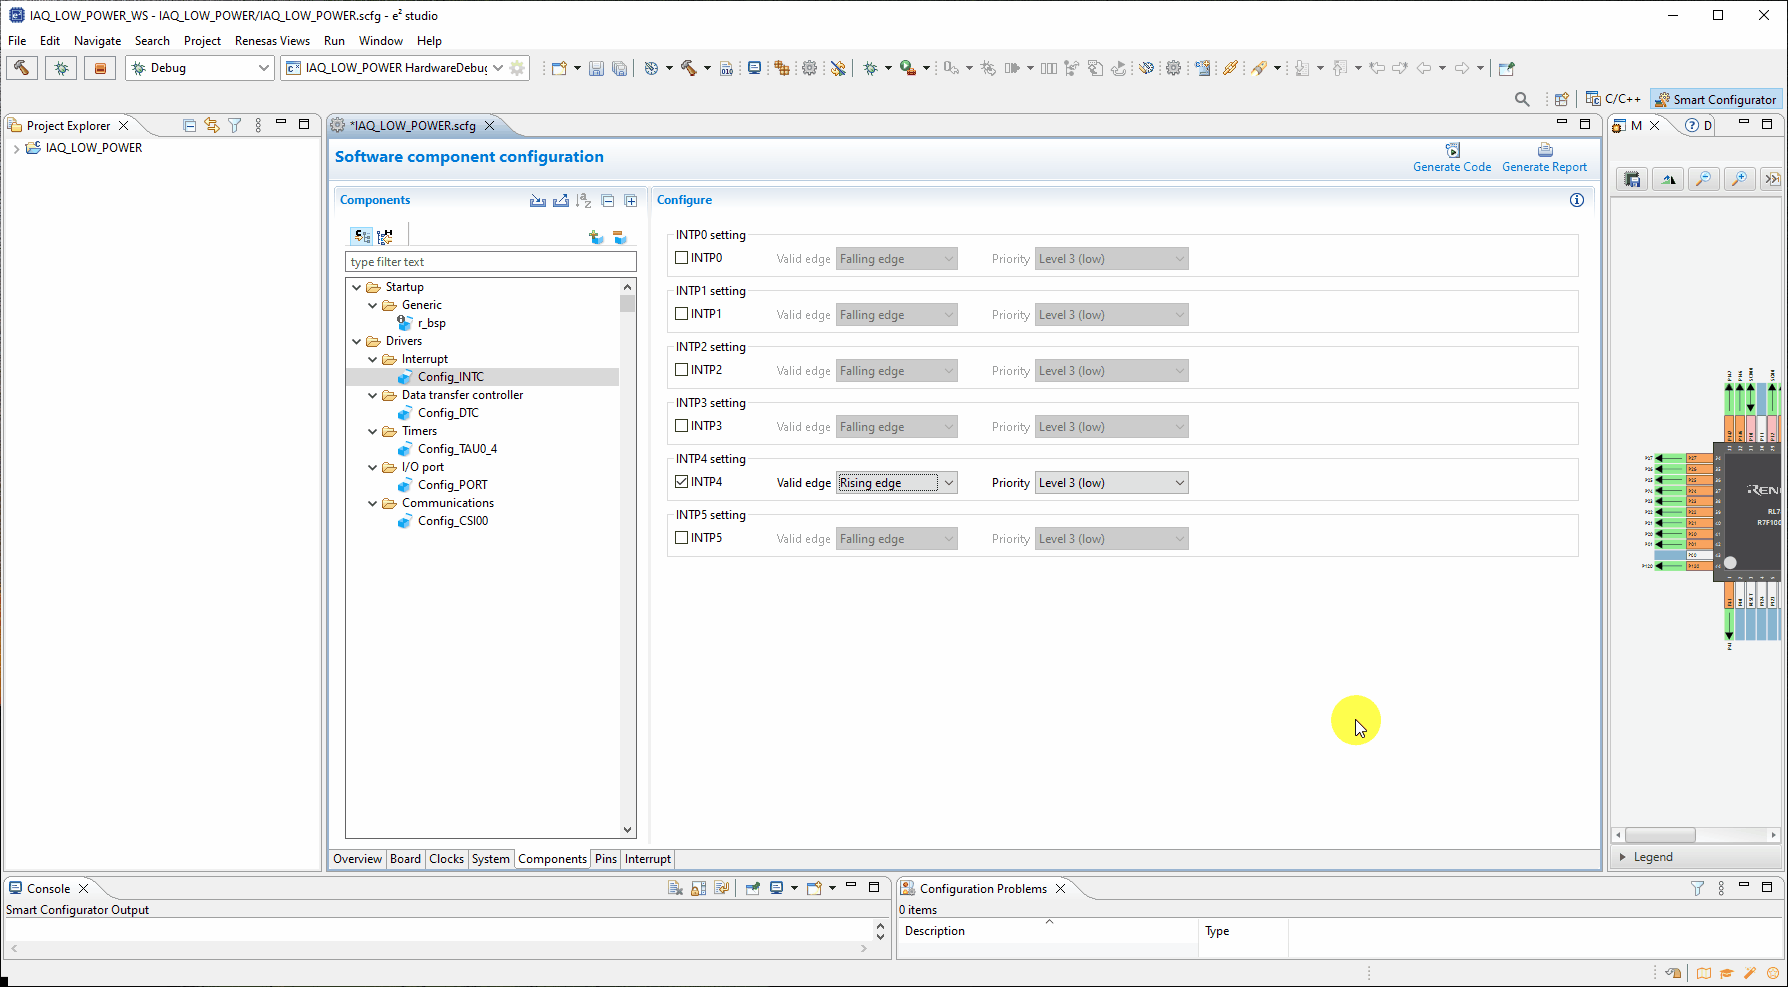 IAQ_LOW_POWER_WS - IAQ_LOW_POWER/IAQ_LOW_POWER.scfg - e² studio
File Edit Navigate Search Project Renesas Views Run Window Help
Debug IAQ_LOW_POWER HardwareDebug
C/C++ Smart Configurator
Project Explorer
IAQ_LOW_POWER
*IAQ_LOW_POWER.scfg
M D
Software component configuration
Generate Code Generate Report
Components
type filter text
Startup
Generic
r_bsp
Drivers
Interrupt
Config_INTC
Data transfer controller
Config_DTC
Timers
Config_TAU0_4
I/O port
Config_PORT
Communications
Config_CSI00
Configure
INTP0 setting
INTP0 Valid edge Falling edge Priority Level 3 (low)
INTP1 setting
INTP1 Valid edge Falling edge Priority Level 3 (low)
INTP2 setting
INTP2 Valid edge Falling edge Priority Level 3 (low)
INTP3 setting
INTP3 Valid edge Falling edge Priority Level 3 (low)
INTP4 setting
INTP4 Valid edge Rising edge Priority Level 3 (low)
INTP5 setting
INTP5 Valid edge Falling edge Priority Level 3 (low)
Overview Board Clocks System Components Pins Interrupt
RL7
R7F100
Legend
Console
Smart Configurator Output
Configuration Problems
0 items
Description Type